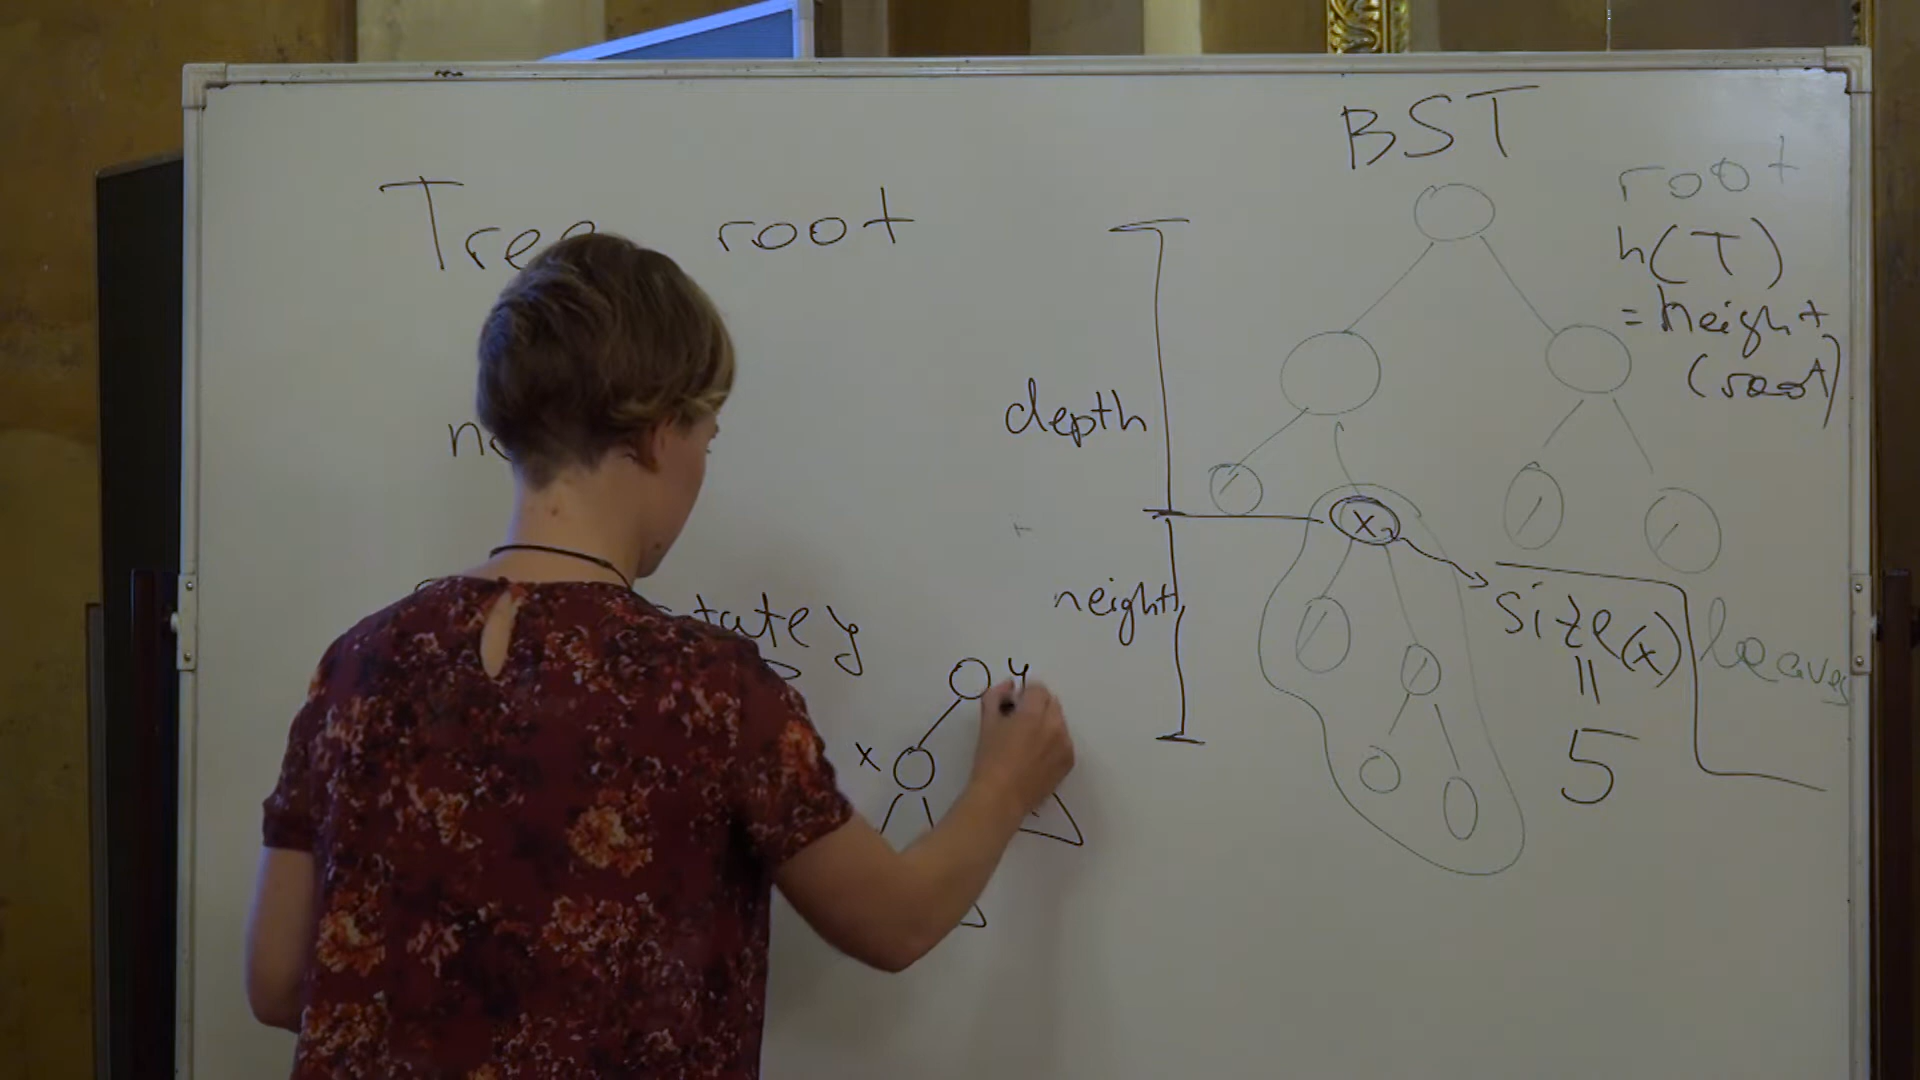 BST
Tree root
root
h(T)
= height
(root)
depth
height
x
size(x)
=
5
leaves
y
x